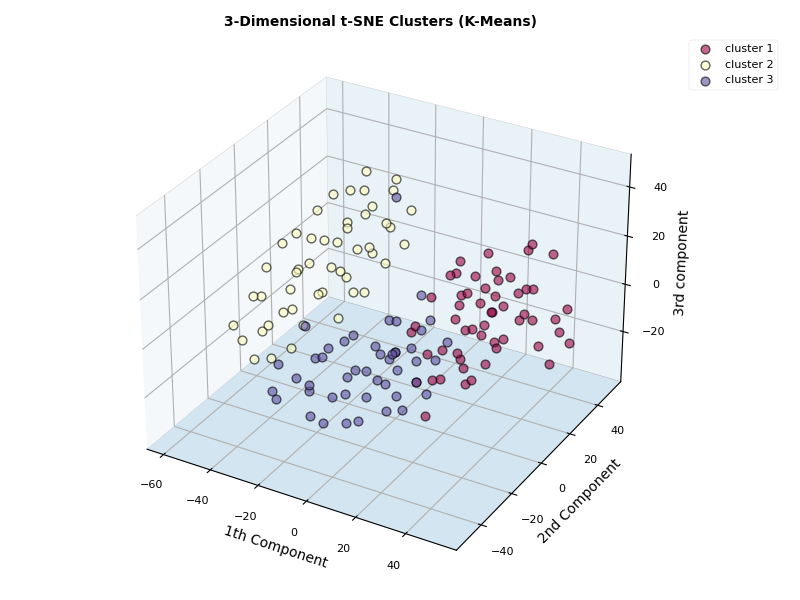 3-Dimensional t-SNE Clusters (K-Means)
cluster 1
cluster 2
cluster 3
40
20
0
−20
3rd component
−60
−40
−20
0
20
40
1th Component
−40
−20
0
20
40
2nd Component